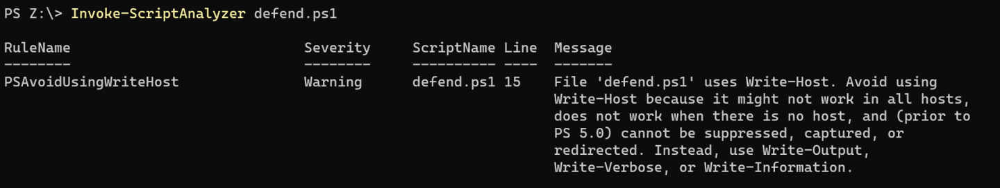 PS Z:\> Invoke-ScriptAnalyzer defend.ps1
RuleName Severity ScriptName Line Message
-------- -------- ---------- ---- -------
PSAvoidUsingWriteHost Warning defend.ps1 15 File 'defend.ps1' uses Write-Host. Avoid using
Write-Host because it might not work in all hosts,
does not work when there is no host, and (prior to
PS 5.0) cannot be suppressed, captured, or
redirected. Instead, use Write-Output,
Write-Verbose, or Write-Information.